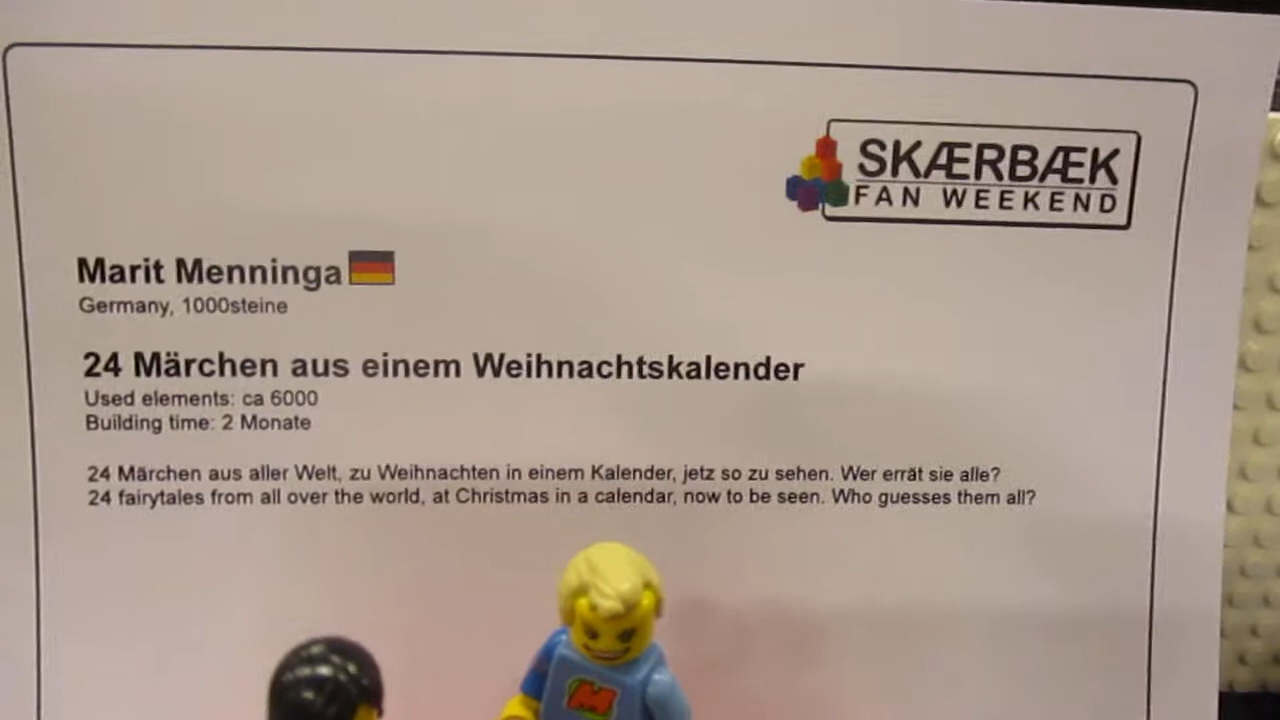 SKÆRBÆK
FAN WEEKEND
Marit Menninga
Germany, 1000steine
24 Märchen aus einem Weihnachtskalender
Used elements: ca 6000
Building time: 2 Monate
24 Märchen aus aller Welt, zu Weihnachten in einem Kalender, jetz so zu sehen. Wer errät sie alle?
24 fairytales from all over the world, at Christmas in a calendar, now to be seen. Who guesses them all?
M